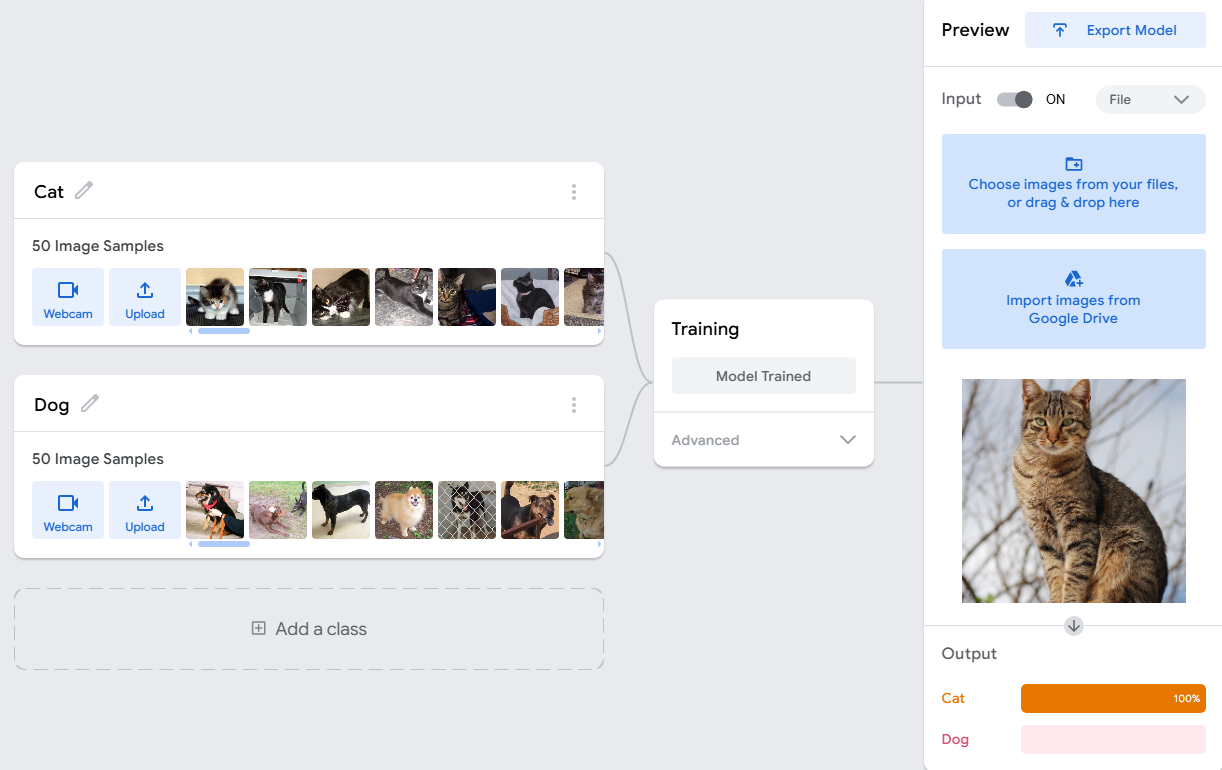 Cat
50 Image Samples
Webcam
Upload
Dog
50 Image Samples
Webcam
Upload
Add a class
Training
Model Trained
Advanced
Preview
Export Model
Input
ON
File
Choose images from your files,
or drag & drop here
Import images from
Google Drive
Output
Cat
100%
Dog